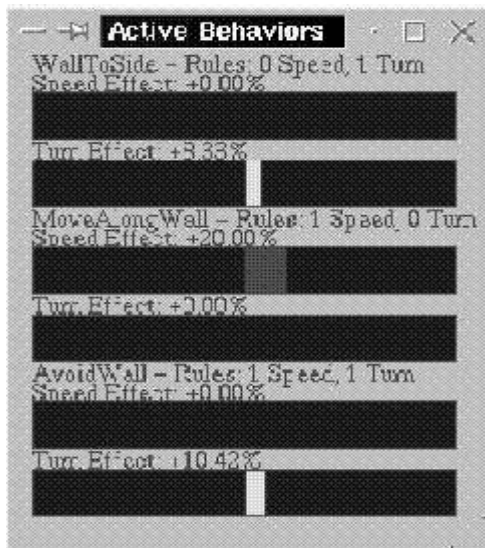 Active Behaviors
WallToSide – Rules: 0 Speed, 1 Turn
Speed Effect: +0.00%
Turn Effect: +8.33%
MoveAlongWall – Rules: 1 Speed, 0 Turn
Speed Effect: +20.00%
Turn Effect: +0.00%
AvoidWall – Rules: 1 Speed, 1 Turn
Speed Effect: +0.00%
Turn Effect: +10.42%